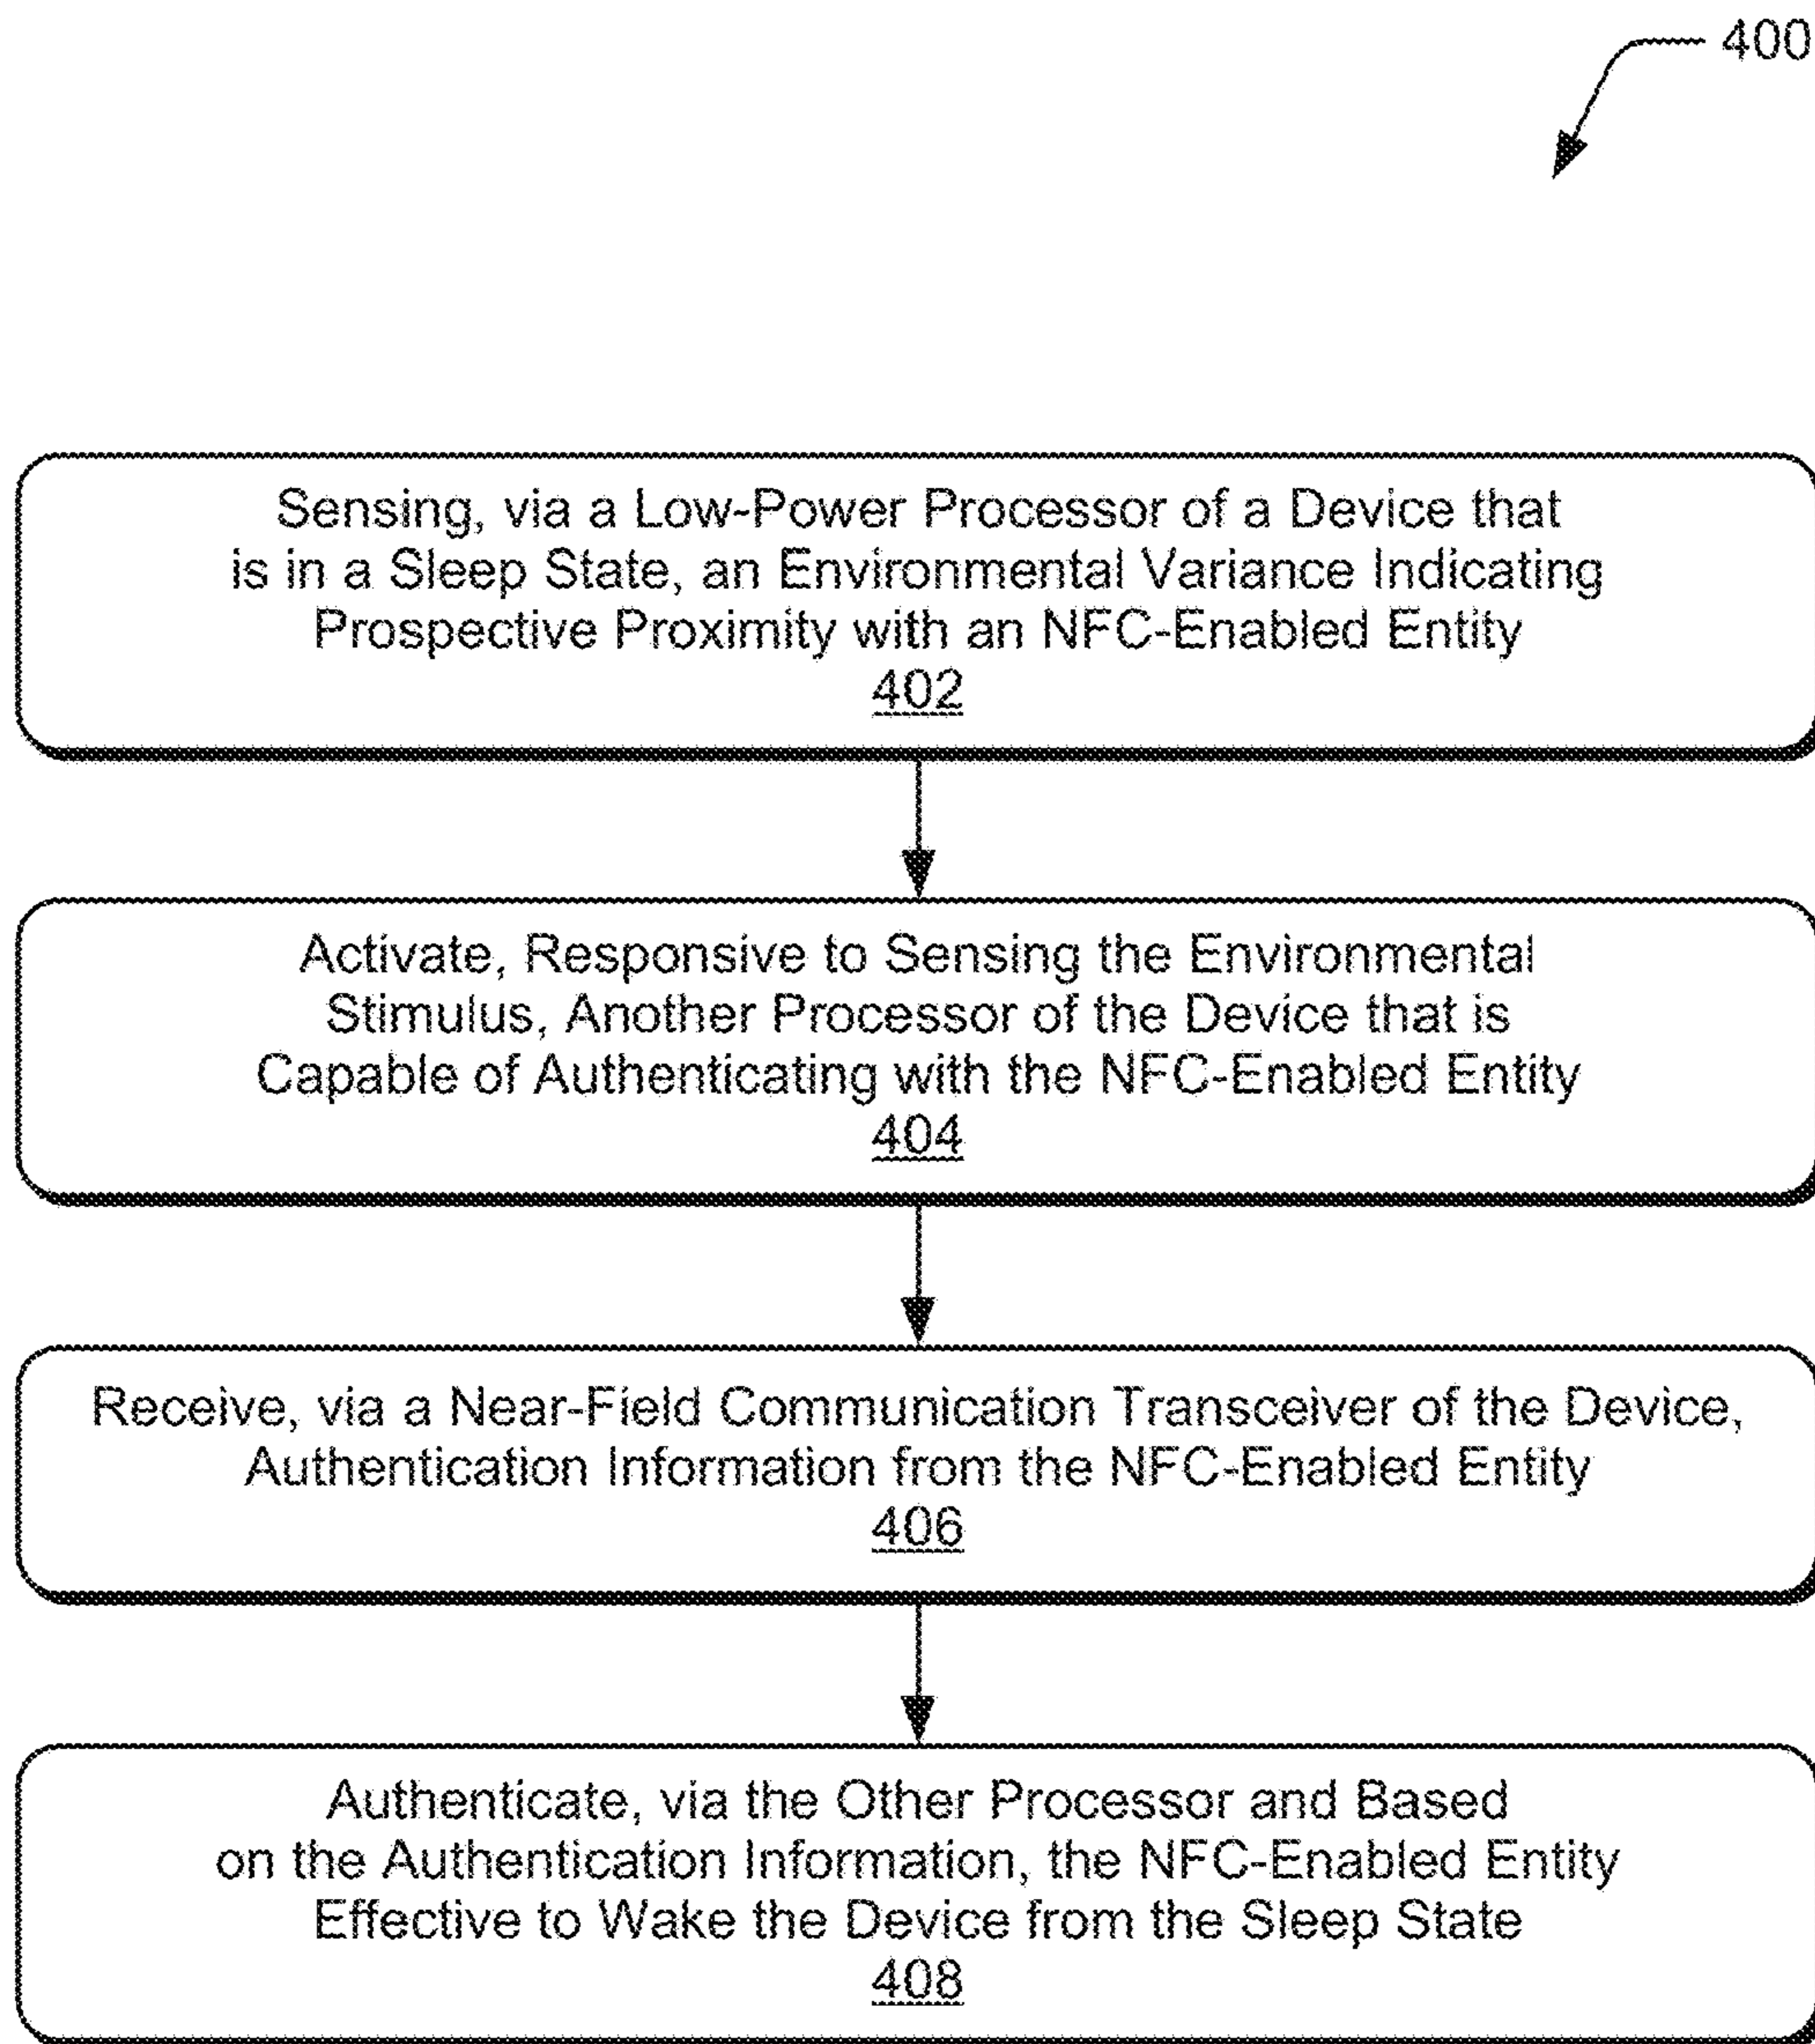 400
Sensing, via a Low-Power Processor of a Device that
is in a Sleep State, an Environmental Variance Indicating
Prospective Proximity with an NFC-Enabled Entity
402
Activate, Responsive to Sensing the Environmental
Stimulus, Another Processor of the Device that is
Capable of Authenticating with the NFC-Enabled Entity
404
Receive, via a Near-Field Communication Transceiver of the Device,
Authentication Information from the NFC-Enabled Entity
406
Authenticate, via the Other Processor and Based
on the Authentication Information, the NFC-Enabled Entity
Effective to Wake the Device from the Sleep State
408